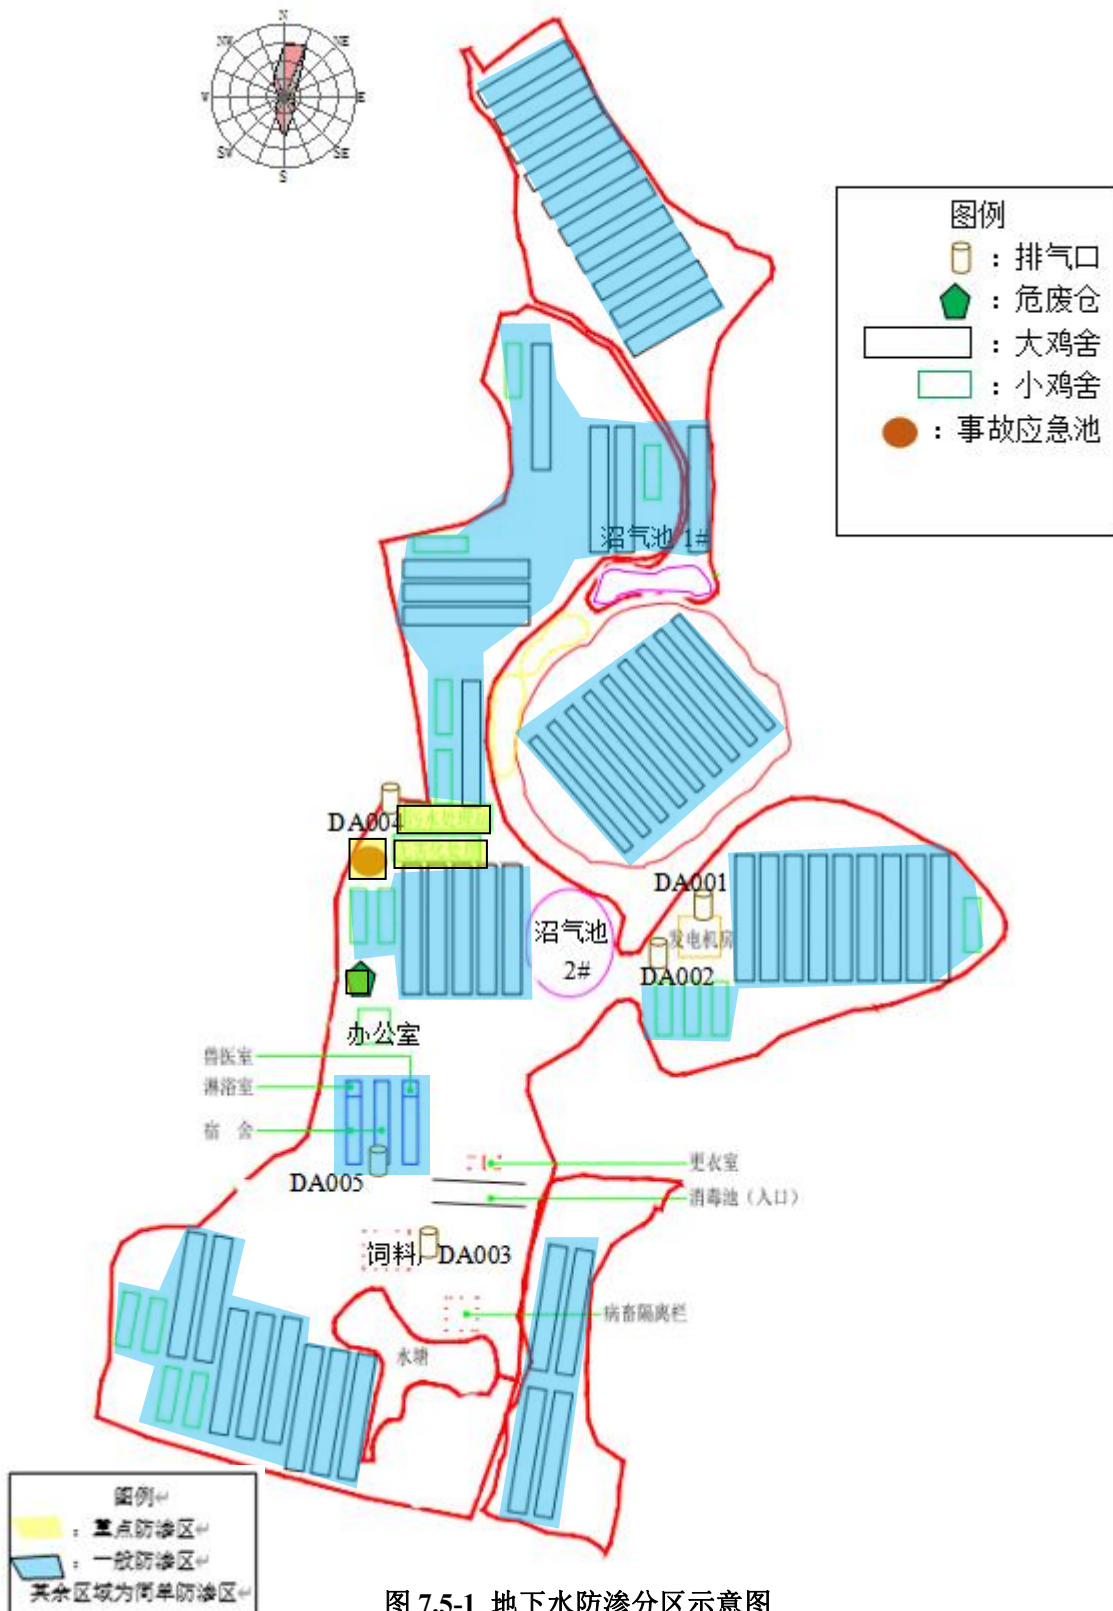 N
NW
NE
W
E
SW
SE
S
图例
：排气口
：危废仓
：大鸡舍
：小鸡舍
：事故应急池
沼气池 1#
DA004
污水处理
DA001
沼气池
2#
发电机房
DA002
办公室
兽医室
淋浴室
宿 舍
更衣室
DA005
消毒池（入口）
饲料
DA003
病畜隔离栏
水塘
图例↵
：重点防渗区↵
：一般防渗区↵
其余区域为简单防渗区↵
图 7.5-1 地下水防渗分区示意图